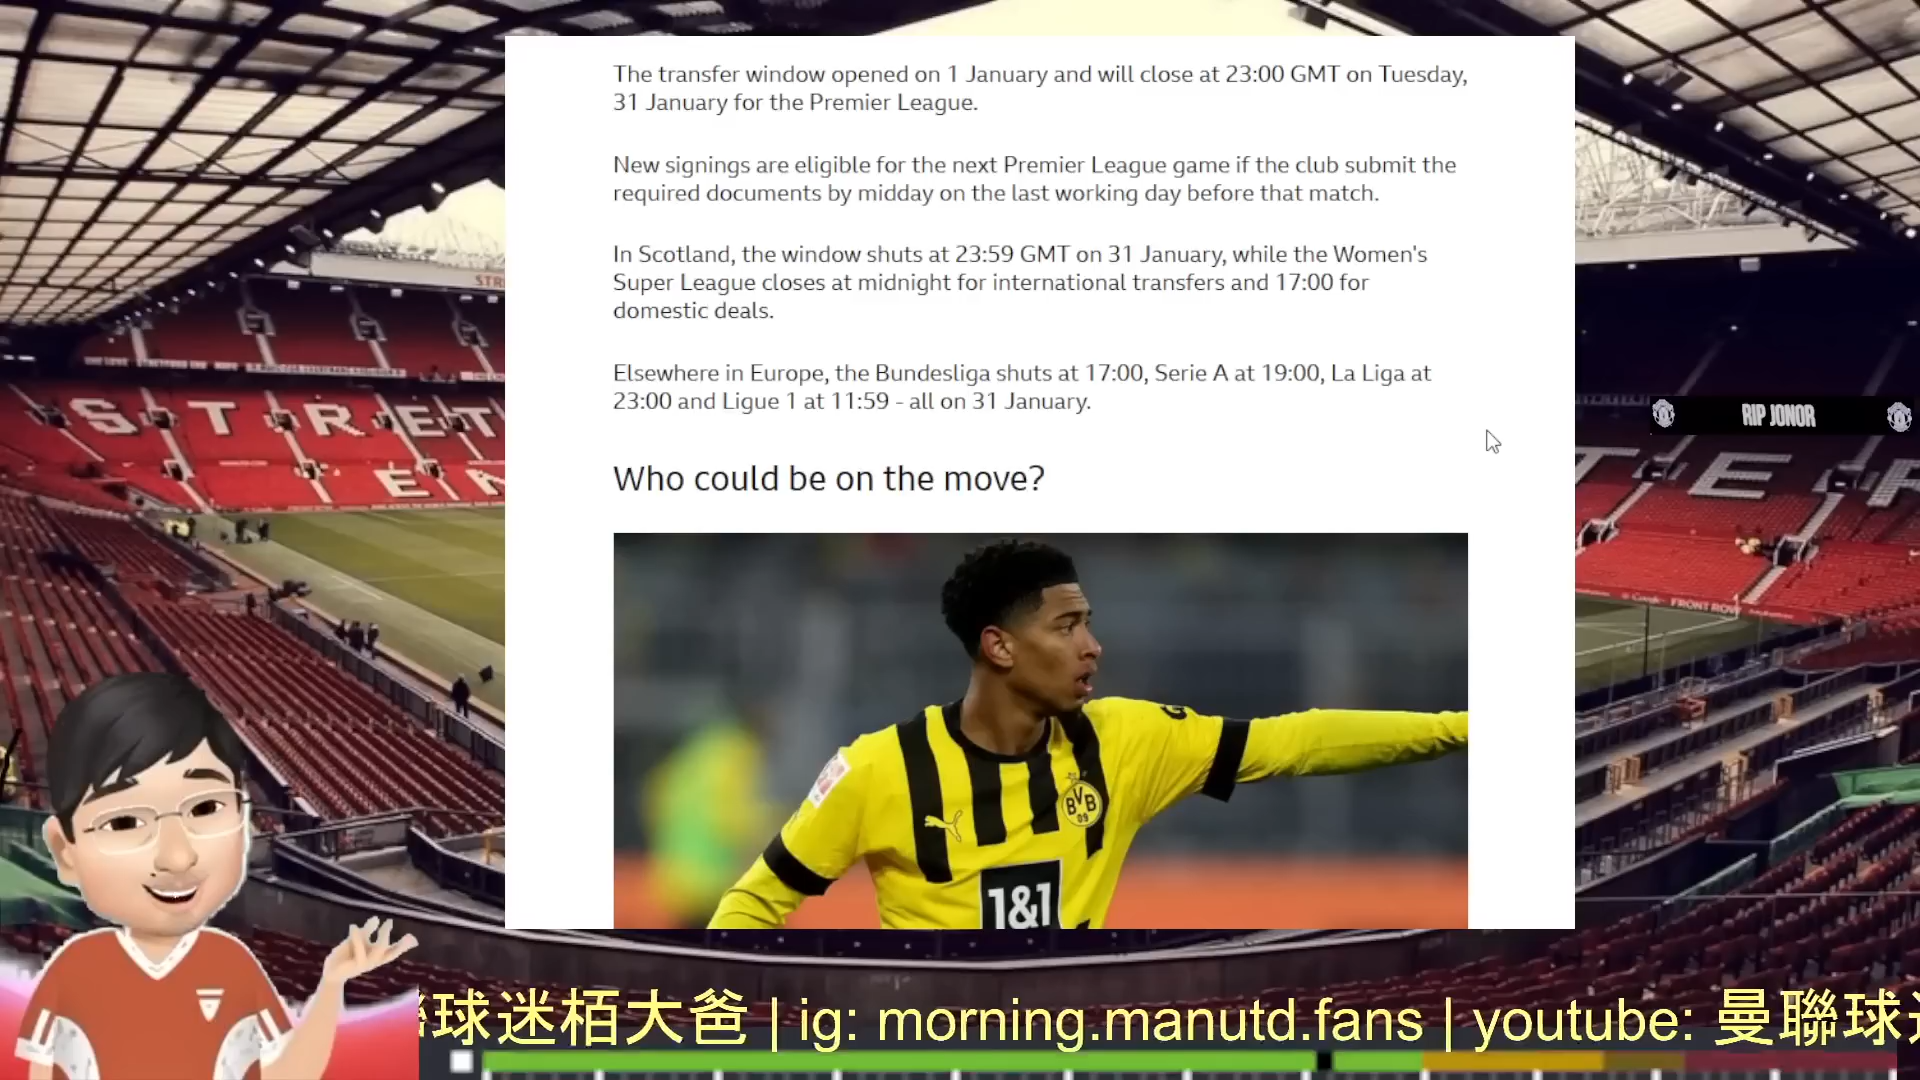 The transfer window opened on 1 January and will close at 23:00 GMT on Tuesday,
31 January for the Premier League.
New signings are eligible for the next Premier League game if the club submit the
required documents by midday on the last working day before that match.
In Scotland, the window shuts at 23:59 GMT on 31 January, while the Women's
Super League closes at midnight for international transfers and 17:00 for
domestic deals.
Elsewhere in Europe, the Bundesliga shuts at 17:00, Serie A at 19:00, La Liga at
23:00 and Ligue 1 at 11:59 - all on 31 January.
Who could be on the move?
STRET
TER
E
RIP JONOR
FRONT ROW
BVB
09
1&1
球迷栢大爸 | ig: morning.manutd.fans | youtube: 曼聯球